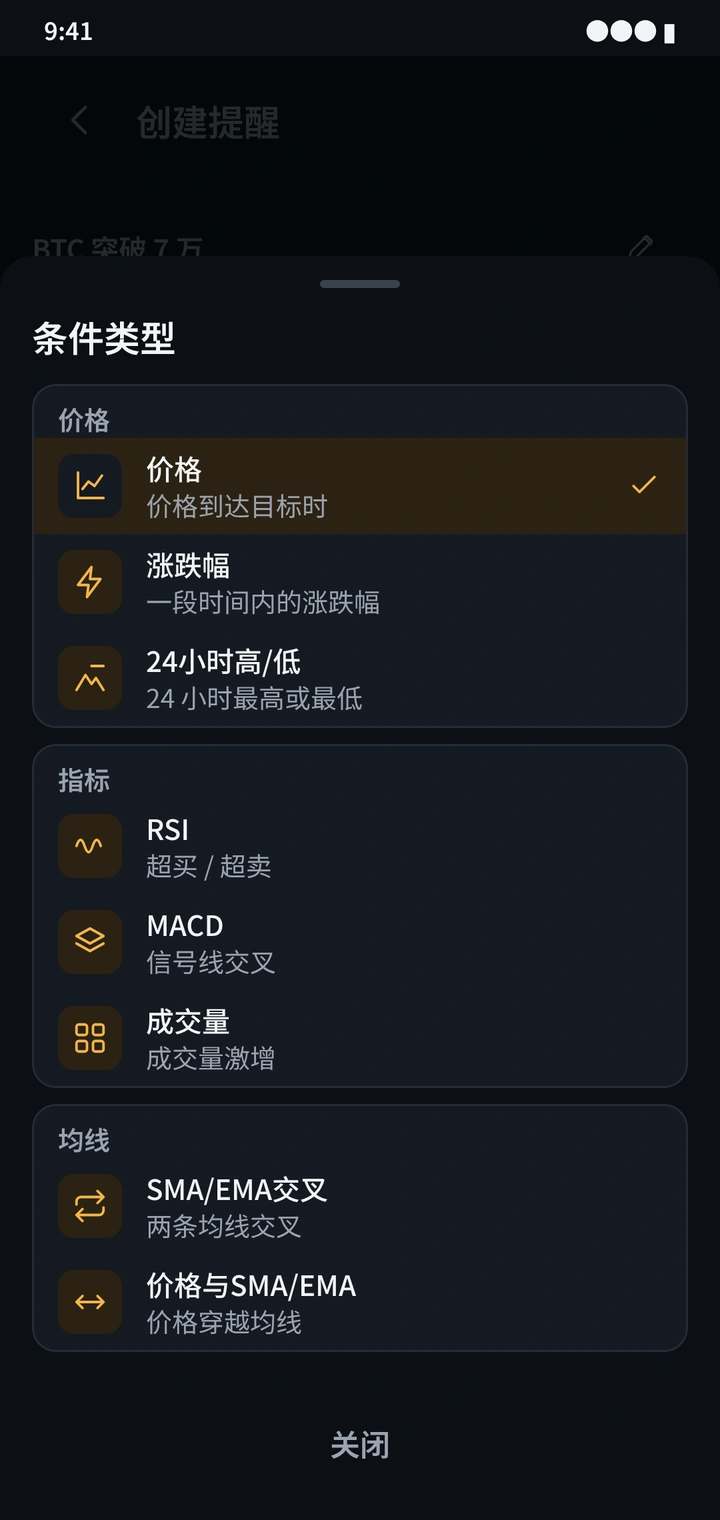 9:41
创建提醒
BTC 突破 7 万
条件类型
价格
价格
价格到达目标时
涨跌幅
一段时间内的涨跌幅
24小时高/低
24 小时最高或最低
指标
RSI
超买 / 超卖
MACD
信号线交叉
成交量
成交量激增
均线
SMA/EMA交叉
两条均线交叉
价格与SMA/EMA
价格穿越均线
关闭